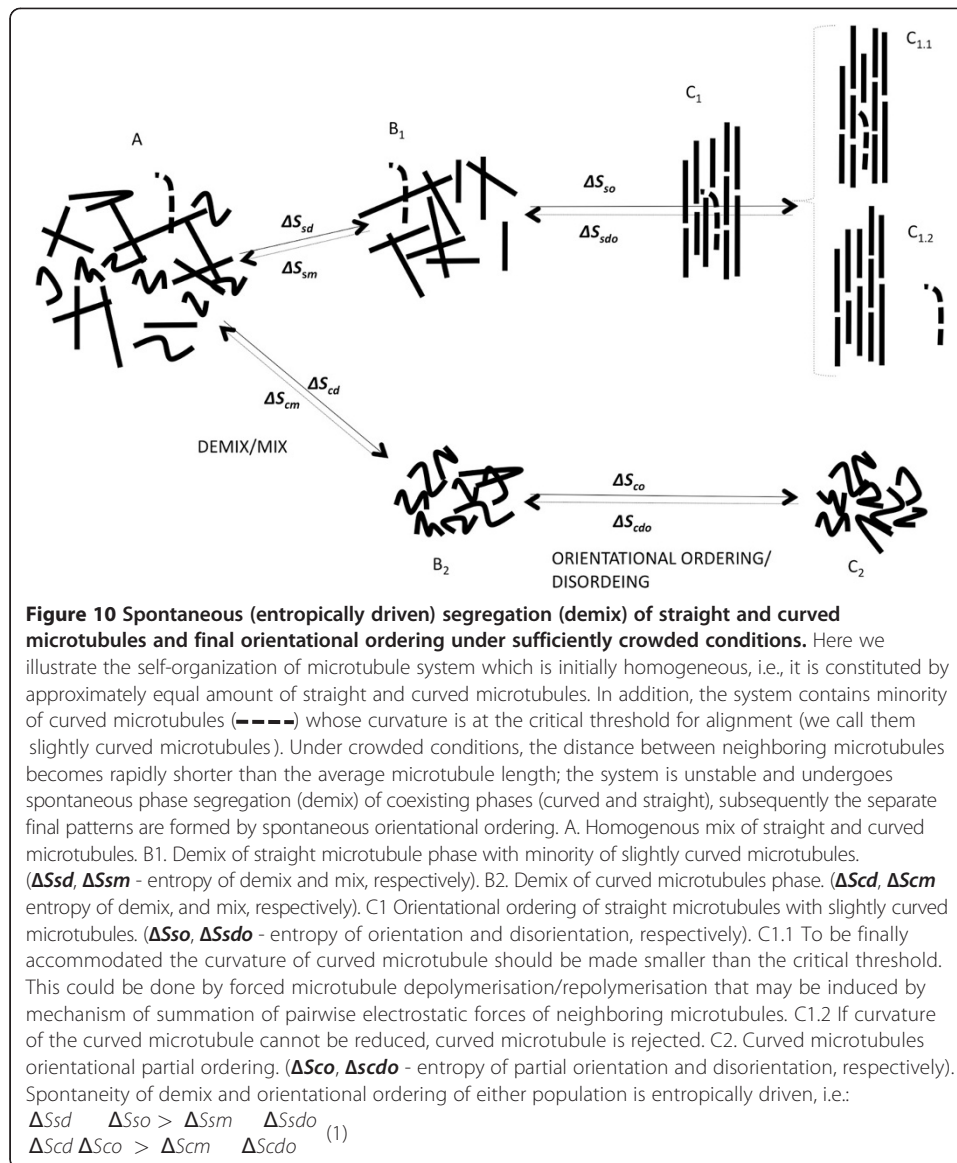 A
B1
C1
C1.1
C1.2
ΔSsd
ΔSsm
ΔSso
ΔSsdo
ΔScd
ΔScm
DEMIX/MIX
ΔSco
ΔScdo
B2
ORIENTATIONAL ORDERING/
DISORDEING
C2
Figure 10 Spontaneous (entropically driven) segregation (demix) of straight and curved
microtubules and final orientational ordering under sufficiently crowded conditions. Here we
illustrate the self-organization of microtubule system which is initially homogeneous, i.e., it is constituted by
approximately equal amount of straight and curved microtubules. In addition, the system contains minority
of curved microtubules (----) whose curvature is at the critical threshold for alignment (we call them
slightly curved microtubules). Under crowded conditions, the distance between neighboring microtubules
becomes rapidly shorter than the average microtubule length; the system is unstable and undergoes
spontaneous phase segregation (demix) of coexisting phases (curved and straight), subsequently the separate
final patterns are formed by spontaneous orientational ordering. A. Homogenous mix of straight and curved
microtubules. B1. Demix of straight microtubule phase with minority of slightly curved microtubules.
(ΔSsd, ΔSsm - entropy of demix and mix, respectively). B2. Demix of curved microtubules phase. (ΔScd, ΔScm
entropy of demix, and mix, respectively). C1 Orientational ordering of straight microtubules with slightly curved
microtubules. (ΔSso, ΔSsdo - entropy of orientation and disorientation, respectively). C1.1 To be finally
accommodated the curvature of curved microtubule should be made smaller than the critical threshold.
This could be done by forced microtubule depolymerisation/repolymerisation that may be induced by
mechanism of summation of pairwise electrostatic forces of neighboring microtubules. C1.2 If curvature
of the curved microtubule cannot be reduced, curved microtubule is rejected. C2. Curved microtubules
orientational partial ordering. (ΔSco, Δscdo - entropy of partial orientation and disorientation, respectively).
Spontaneity of demix and orientational ordering of either population is entropically driven, i.e.:
ΔSsd ΔSso > ΔSsm ΔSsdo
ΔScd ΔSco > ΔScm ΔScdo (1)